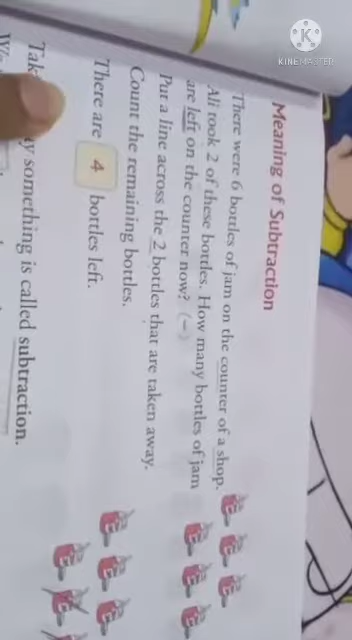 Meaning of Subtraction
There were 6 bottles of jam on the counter of a shop.
Ali took 2 of these bottles. How many bottles of jam
are left on the counter now? (−)
Put a line across the 2 bottles that are taken away.
Count the remaining bottles.
There are 4 bottles left.
something is called subtraction.
KINEMASTER